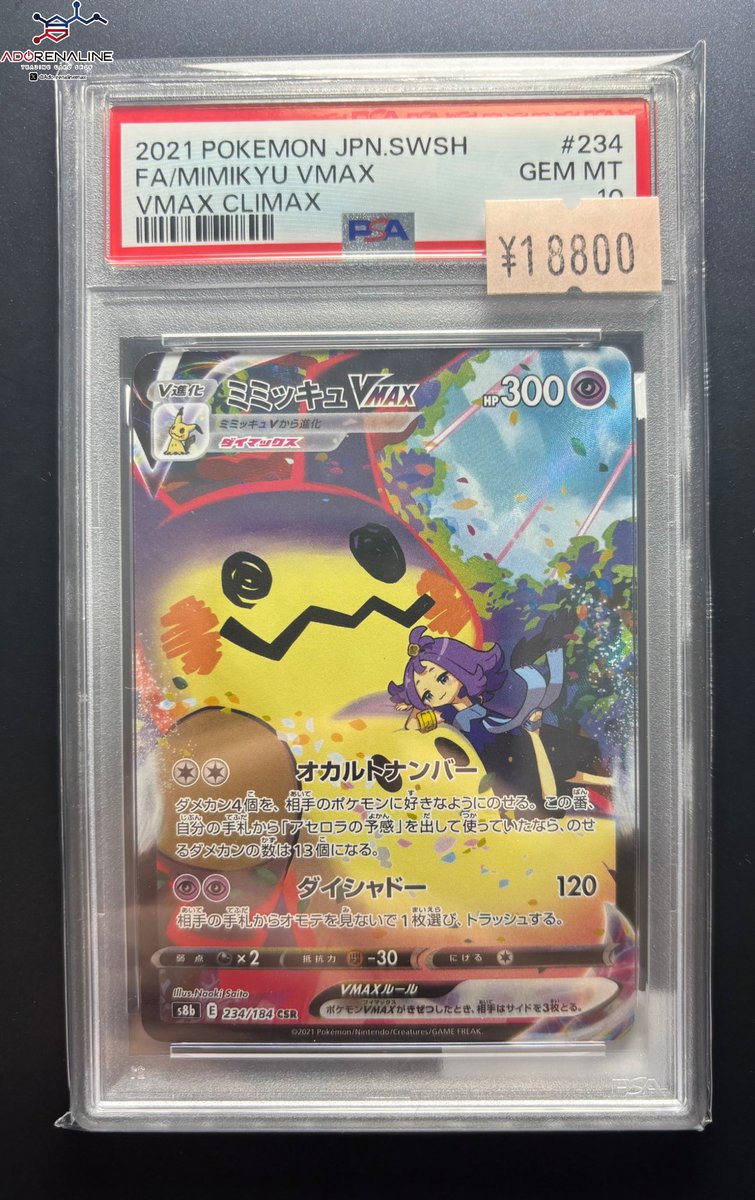 ADORENALINE
TRADING CARD SHOP
@Adorenalinemax
2021 POKEMON JPN.SWSH #234
FA/MIMIKYU VMAX GEM MT
VMAX CLIMAX 10
PSA
¥18800
V進化 ミミッキュVMAX HP300
ミミッキュVから進化
ダイマックス
オカルトナンバー
ダメカン4個を、相手のポケモンに好きなようにのせる。この番、
自分の手札から「アセロラの予感」を出して使っていたなら、のせ
るダメカンの数は13個になる。
ダイシャドー 120
相手の手札からオモテを見ないで1枚選び、トラッシュする。
弱点 ×2 抵抗力 -30 にげる
Illus.Naoki Saito VMAXルール
s8b E 234/184 CSR ポケモンVMAXがきぜつしたとき、相手はサイドを3枚とる。
©2021 Pokémon/Nintendo/Creatures/GAME FREAK.
PSA